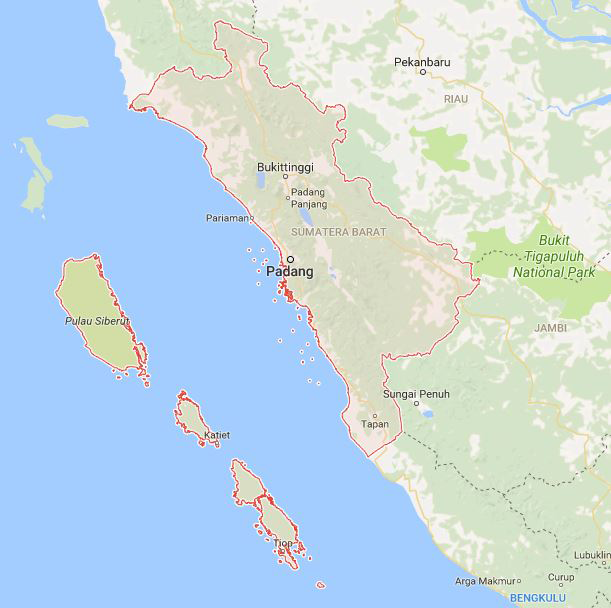 Pekanbaru
RIAU
Bukittinggi
Padang
Panjang
Pariaman
SUMATERA BARAT
Bukit
Tigapuluh
National Park
Padang
Pulau Siberut
JAMBI
Sungai Penuh
Tapan
Katiet
Tiop
Lubuklin
Arga Makmur
Curup
BENGKULU